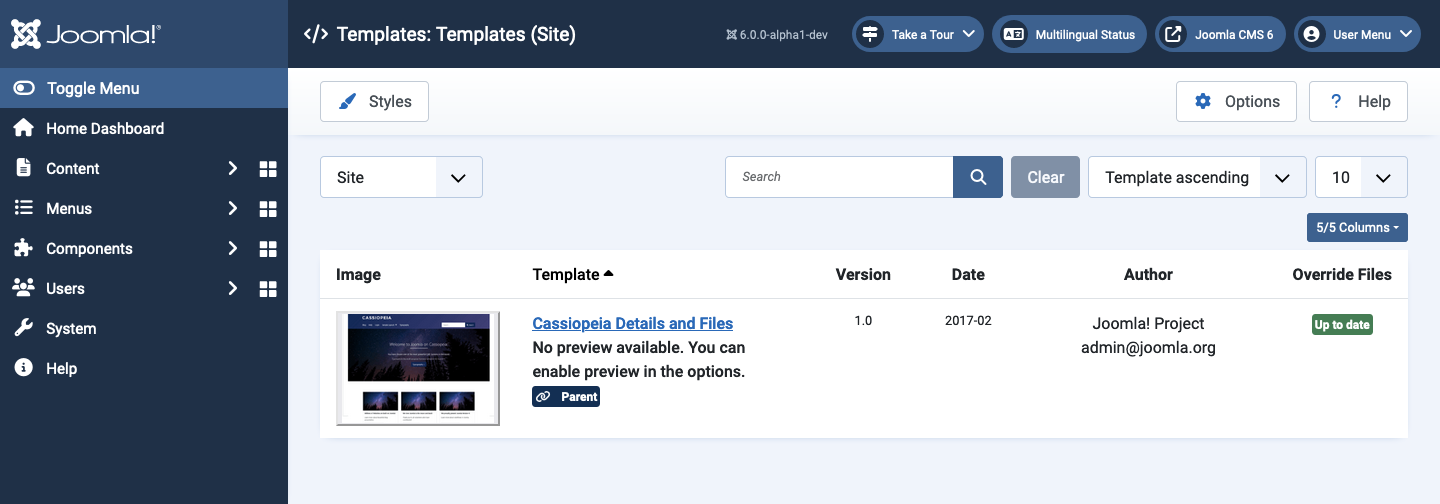 Joomla!®
Templates: Templates (Site)
6.0.0-alpha1-dev
Take a Tour
Multilingual Status
Joomla CMS 6
User Menu
Toggle Menu
Home Dashboard
Content
Menus
Components
Users
System
Help
Styles
Options
? Help
Site
Search
Clear
Template ascending
10
5/5 Columns
Image Template Version Date Author Override Files
CASSIOPEIA
Cassiopeia Details and Files
No preview available. You can
enable preview in the options.
Parent
1.0
2017-02
Joomla! Project
admin@joomla.org
Up to date